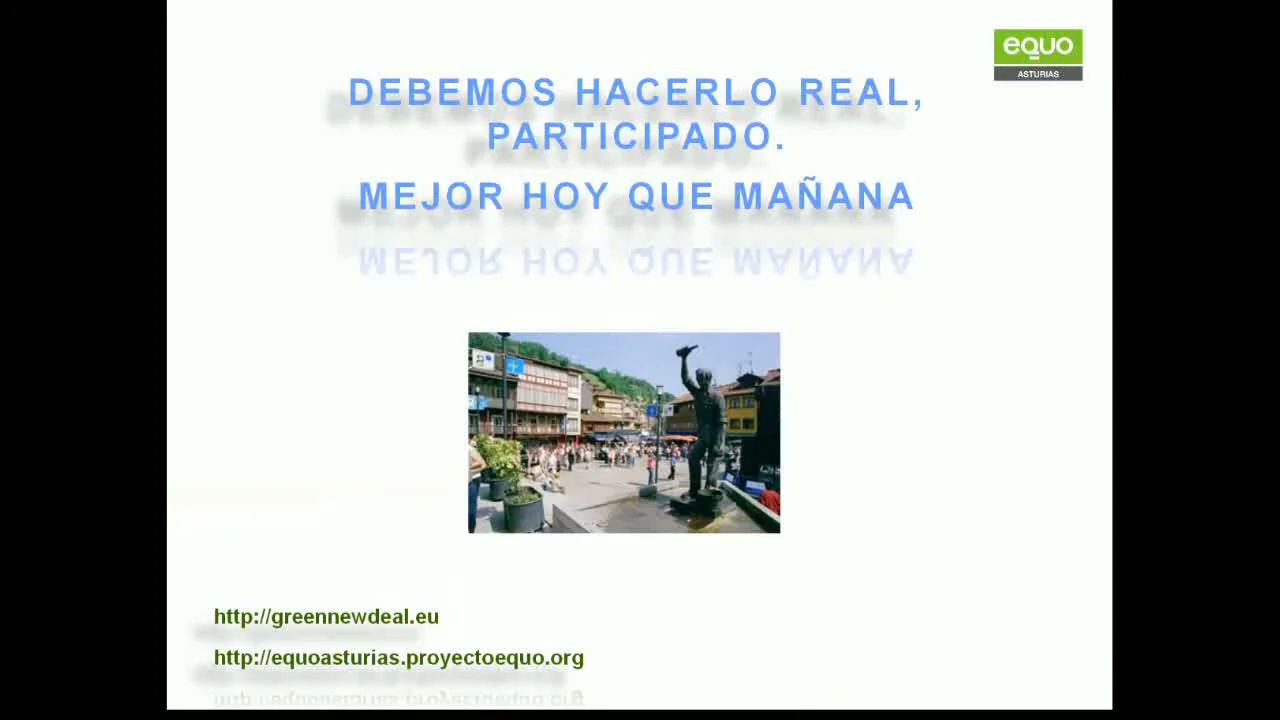 equo
ASTURIAS
DEBEMOS HACERLO REAL,
PARTICIPADO.
MEJOR HOY QUE MAÑANA
http://greennewdeal.eu
http://equoasturias.proyectoequo.org